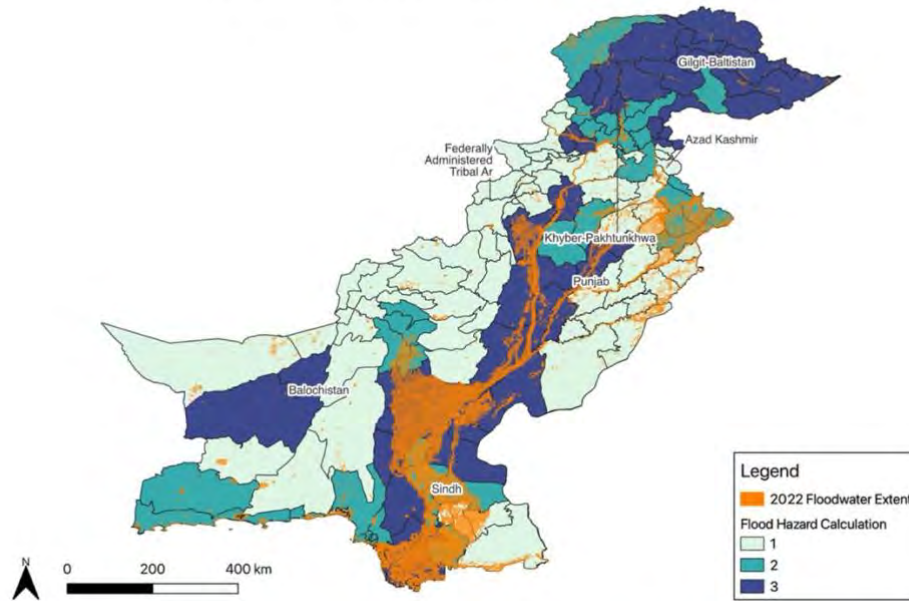 Gilgit-Baltistan
Azad Kashmir
Federally
Administered
Tribal Ar
Khyber-Pakhtunkhwa
Punjab
Balochistan
Sindh
Legend
2022 Floodwater Extent
Flood Hazard Calculation
1
2
3
N
0 200 400 km